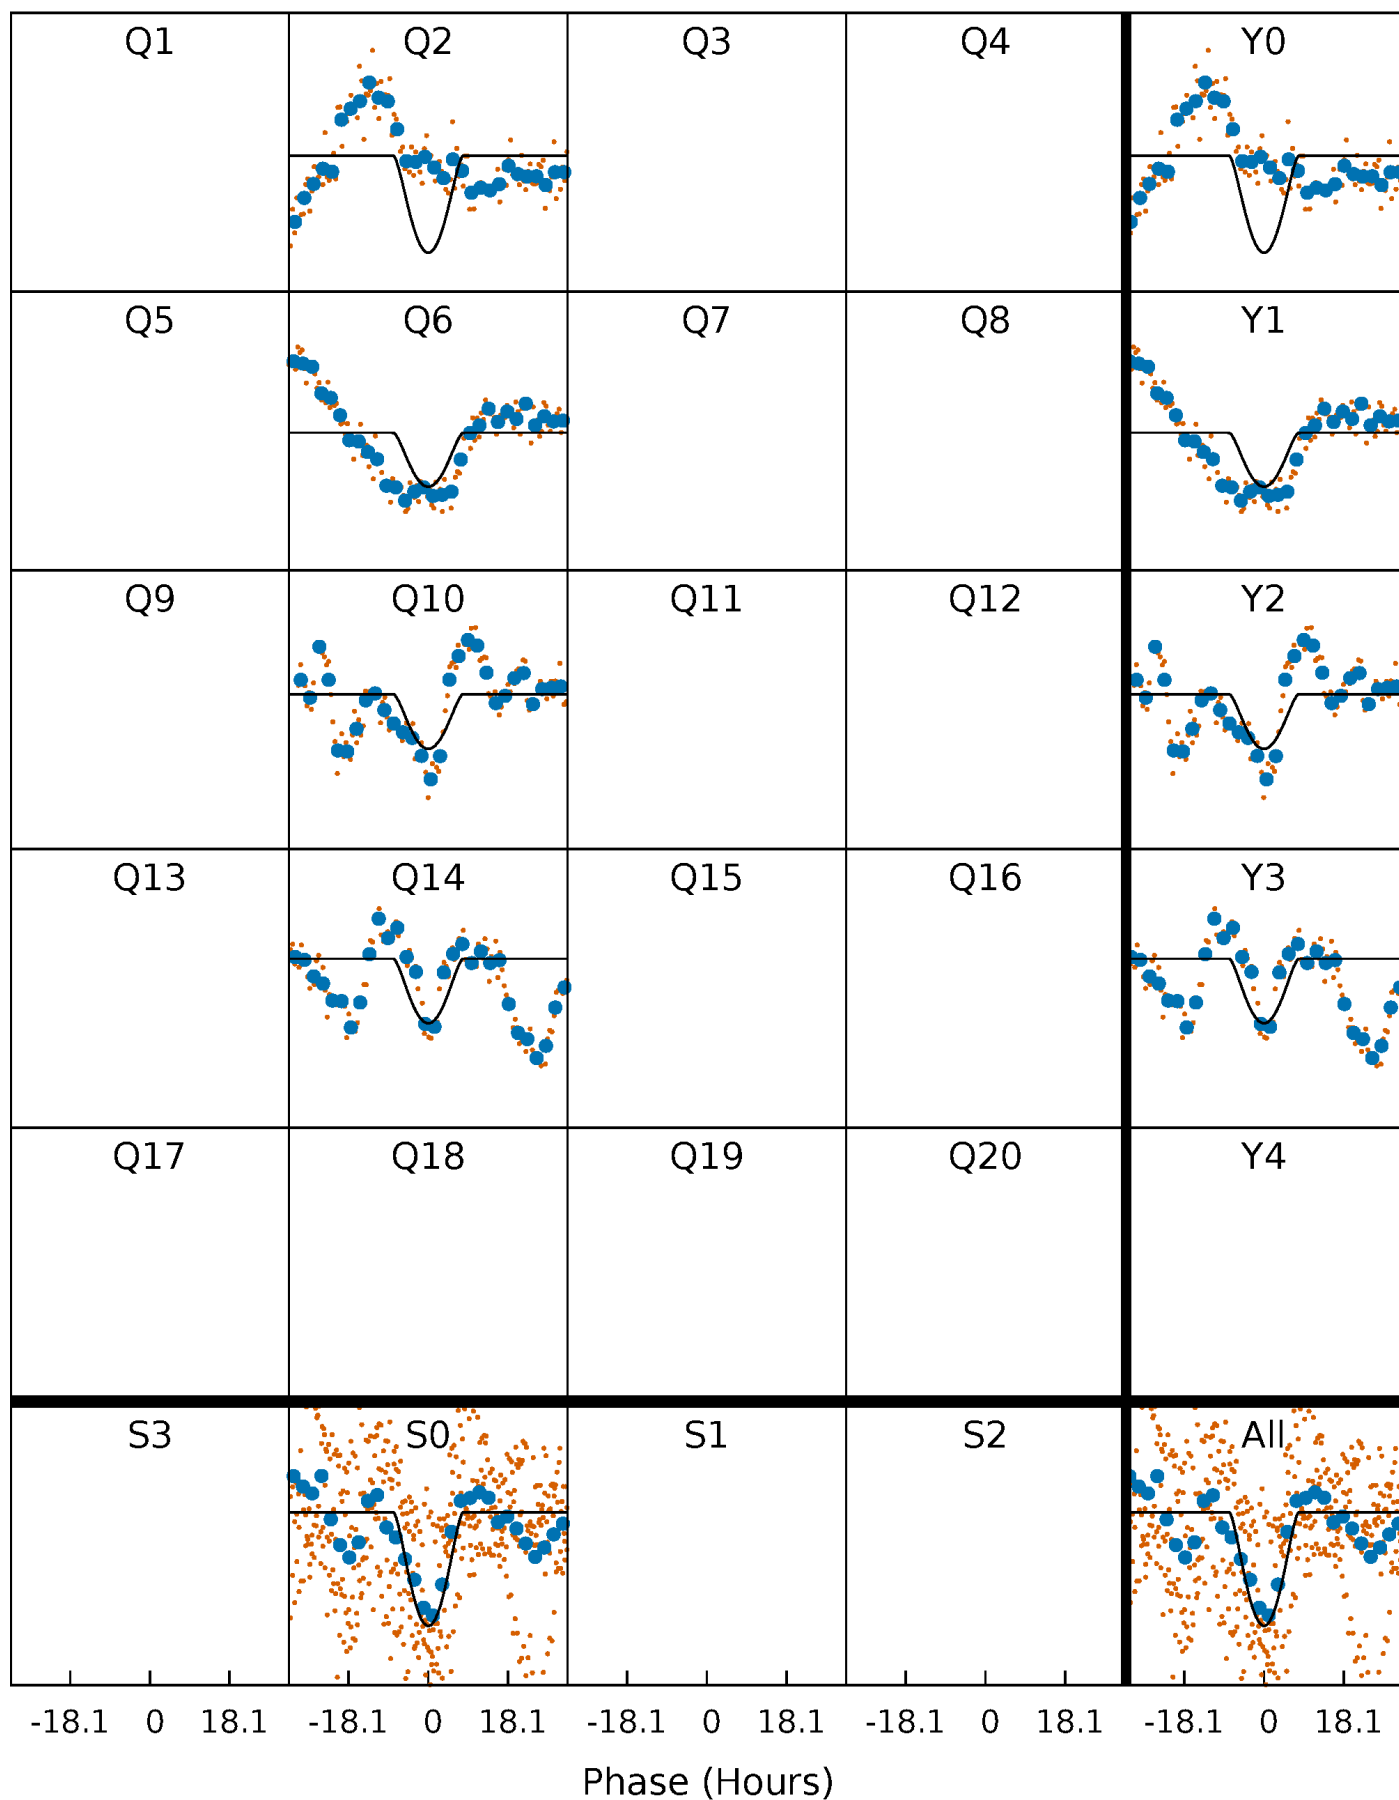 Q1 Q2 Q3 Q4 Y0
Q5 Q6 Q7 Q8 Y1
Q9 Q10 Q11 Q12 Y2
Q13 Q14 Q15 Q16 Y3
Q17 Q18 Q19 Q20 Y4
S3 S0 S1 S2 All
-18.1 0 18.1 -18.1 0 18.1 -18.1 0 18.1 -18.1 0 18.1 -18.1 0 18.1
Phase (Hours)